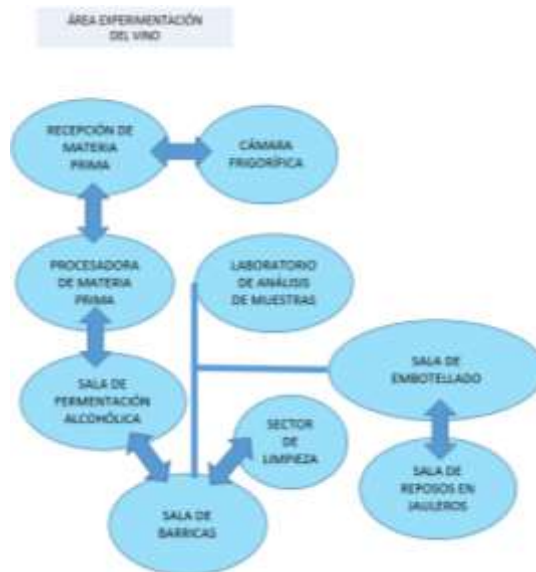 ÁREA EXPERIMENTACIÓN
DEL VINO
RECEPCIÓN DE
MATERIA
PRIMA
CÁMARA
FRIGORÍFICA
PROCESADORA
DE MATERIA
PRIMA
LABORATORIO
DE ANÁLISIS
DE MUESTRAS
SALA DE
EMBOTELLADO
SALA DE
FERMENTACIÓN
ALCOHÓLICA
SECTOR
DE
LIMPIEZA
SALA DE
REPOSOS EN
JAULEROS
SALA DE
BARRICAS